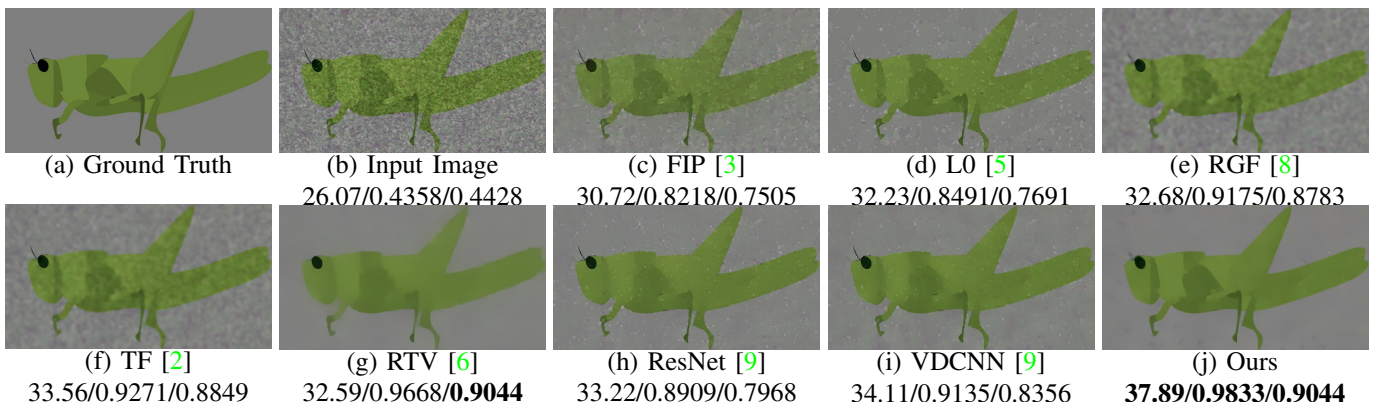 (a) Ground Truth
(b) Input Image
26.07/0.4358/0.4428
(c) FIP [3]
30.72/0.8218/0.7505
(d) L0 [5]
32.23/0.8491/0.7691
(e) RGF [8]
32.68/0.9175/0.8783
(f) TF [2]
33.56/0.9271/0.8849
(g) RTV [6]
32.59/0.9668/0.9044
(h) ResNet [9]
33.22/0.8909/0.7968
(i) VDCNN [9]
34.11/0.9135/0.8356
(j) Ours
37.89/0.9833/0.9044